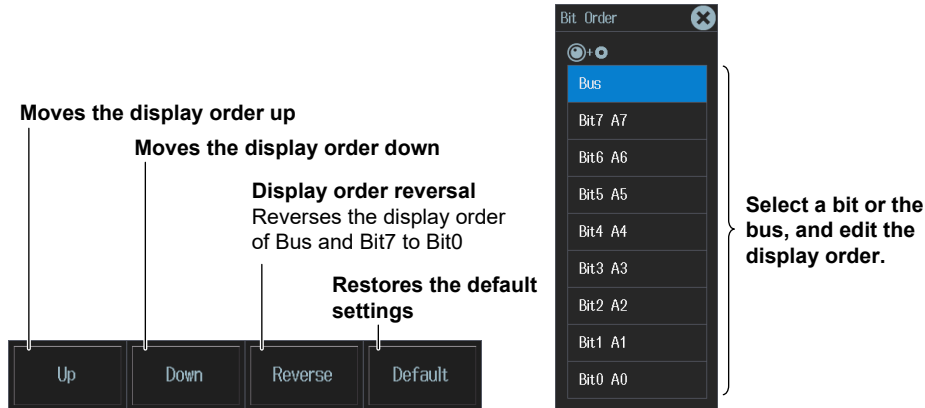 Moves the display order up
Moves the display order down
Display order reversal
Reverses the display order
of Bus and Bit7 to Bit0
Restores the default
settings
Up
Down
Reverse
Default
Bit Order
+
Bus
Bit7 A7
Bit6 A6
Bit5 A5
Bit4 A4
Bit3 A3
Bit2 A2
Bit1 A1
Bit0 A0
Select a bit or the
bus, and edit the
display order.